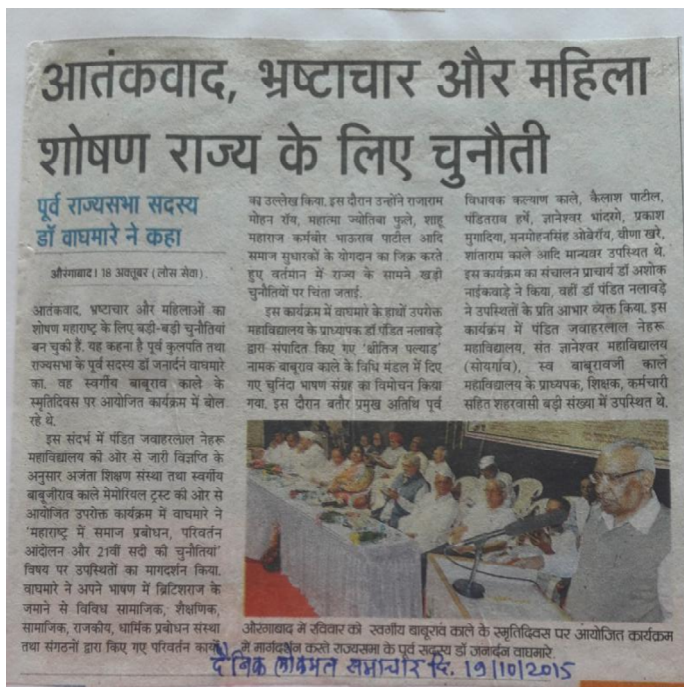 आतंकवाद, भ्रष्टाचार और महिला
शोषण राज्य के लिए चुनौती
पूर्व राज्यसभा सदस्य
डॉ वाघमारे ने कहा
औरंगाबाद। 18 अक्तूबर (लोस सेवा).
आतंकवाद, भ्रष्टाचार और महिलाओं का
शोषण महाराष्ट्र के लिए बड़ी-बड़ी चुनौतियां
बन चुकी हैं. यह कहना है पूर्व कुलपति तथा
राज्यसभा के पूर्व सदस्य डॉ जनार्दन वाघमारे
का. वह स्वर्गीय बाबूराव काले के
स्मृतिदिवस पर आयोजित कार्यक्रम में बोल
रहे थे.
इस संदर्भ में पंडित जवाहरलाल नेहरू
महाविद्यालय की ओर से जारी विज्ञप्ति के
अनुसार अजंता शिक्षण संस्था तथा स्वर्गीय
बाबूजीराव काले मेमोरियल ट्रस्ट की ओर से
आयोजित उपरोक्त कार्यक्रम में वाघमारे ने
'महाराष्ट्र में समाज प्रबोधन, परिवर्तन
आंदोलन और 21वीं सदी की चुनौतियां'
विषय पर उपस्थितों का मागदर्शन किया.
वाघमारे ने अपने भाषण में ब्रिटिशराज के
जमाने से विविध सामाजिक, शैक्षणिक,
सामाजिक, राजकीय, धार्मिक प्रबोधन संस्था
तथा संगठनों द्वारा किए गए परिवर्तन कार्यों
का उल्लेख किया. इस दौरान उन्होंने राजाराम
मोहन रॉय, महात्मा ज्योतिबा फुले, शाहू
महाराज कर्मवीर भाऊराव पाटील आदि
समाज सुधारकों के योगदान का जिक्र करते
हुए वर्तमान में राज्य के सामने खड़ी
चुनौतियों पर चिंता जताई.
इस कार्यक्रम में वाघमारे के हाथों उपरोक्त
महाविद्यालय के प्राध्यापक डॉ पंडित नलावड़े
द्वारा संपादित किए गए 'क्षीतिज पल्याड़'
नामक बाबूराव काले के विधि मंडल में दिए
गए चुनिंदा भाषण संग्रह का विमोचन किया
गया. इस दौरान बतौर प्रमुख अतिथि पूर्व
विधायक कल्याण काले, कैलाश पाटील,
पंडितराव हर्षे, ज्ञानेश्वर भांदरगे, प्रकाश
मुगदिया, मनमोहनसिंह ओबेरॉय, वीणा खरे,
शांताराम काले आदि मान्यवर उपस्थित थे.
इस कार्यक्रम का संचालन प्राचार्य डॉ अशोक
नाईकवाड़े ने किया. वहीं डॉ पंडित नलावड़े
ने उपस्थितों के प्रति आभार व्यक्त किया. इस
कार्यक्रम में पंडित जवाहरलाल नेहरू
महाविद्यालय, संत ज्ञानेश्वर महाविद्यालय
(सोयगांव), स्व बाबुरावजी काले
महाविद्यालय के प्राध्यापक, शिक्षक, कर्मचारी
सहित शहरवासी बड़ी संख्या में उपस्थित थे.
औरंगाबाद में रविवार को स्वर्गीय बाबूराव काले के स्मृतिदिवस पर आयोजित कार्यक्रम
में मार्गदर्शन करते राज्यसभा के पूर्व सदस्य डॉ जनार्दन वाघमारे.
दैनिक लोकमत समाचार दि. 19/10/2015